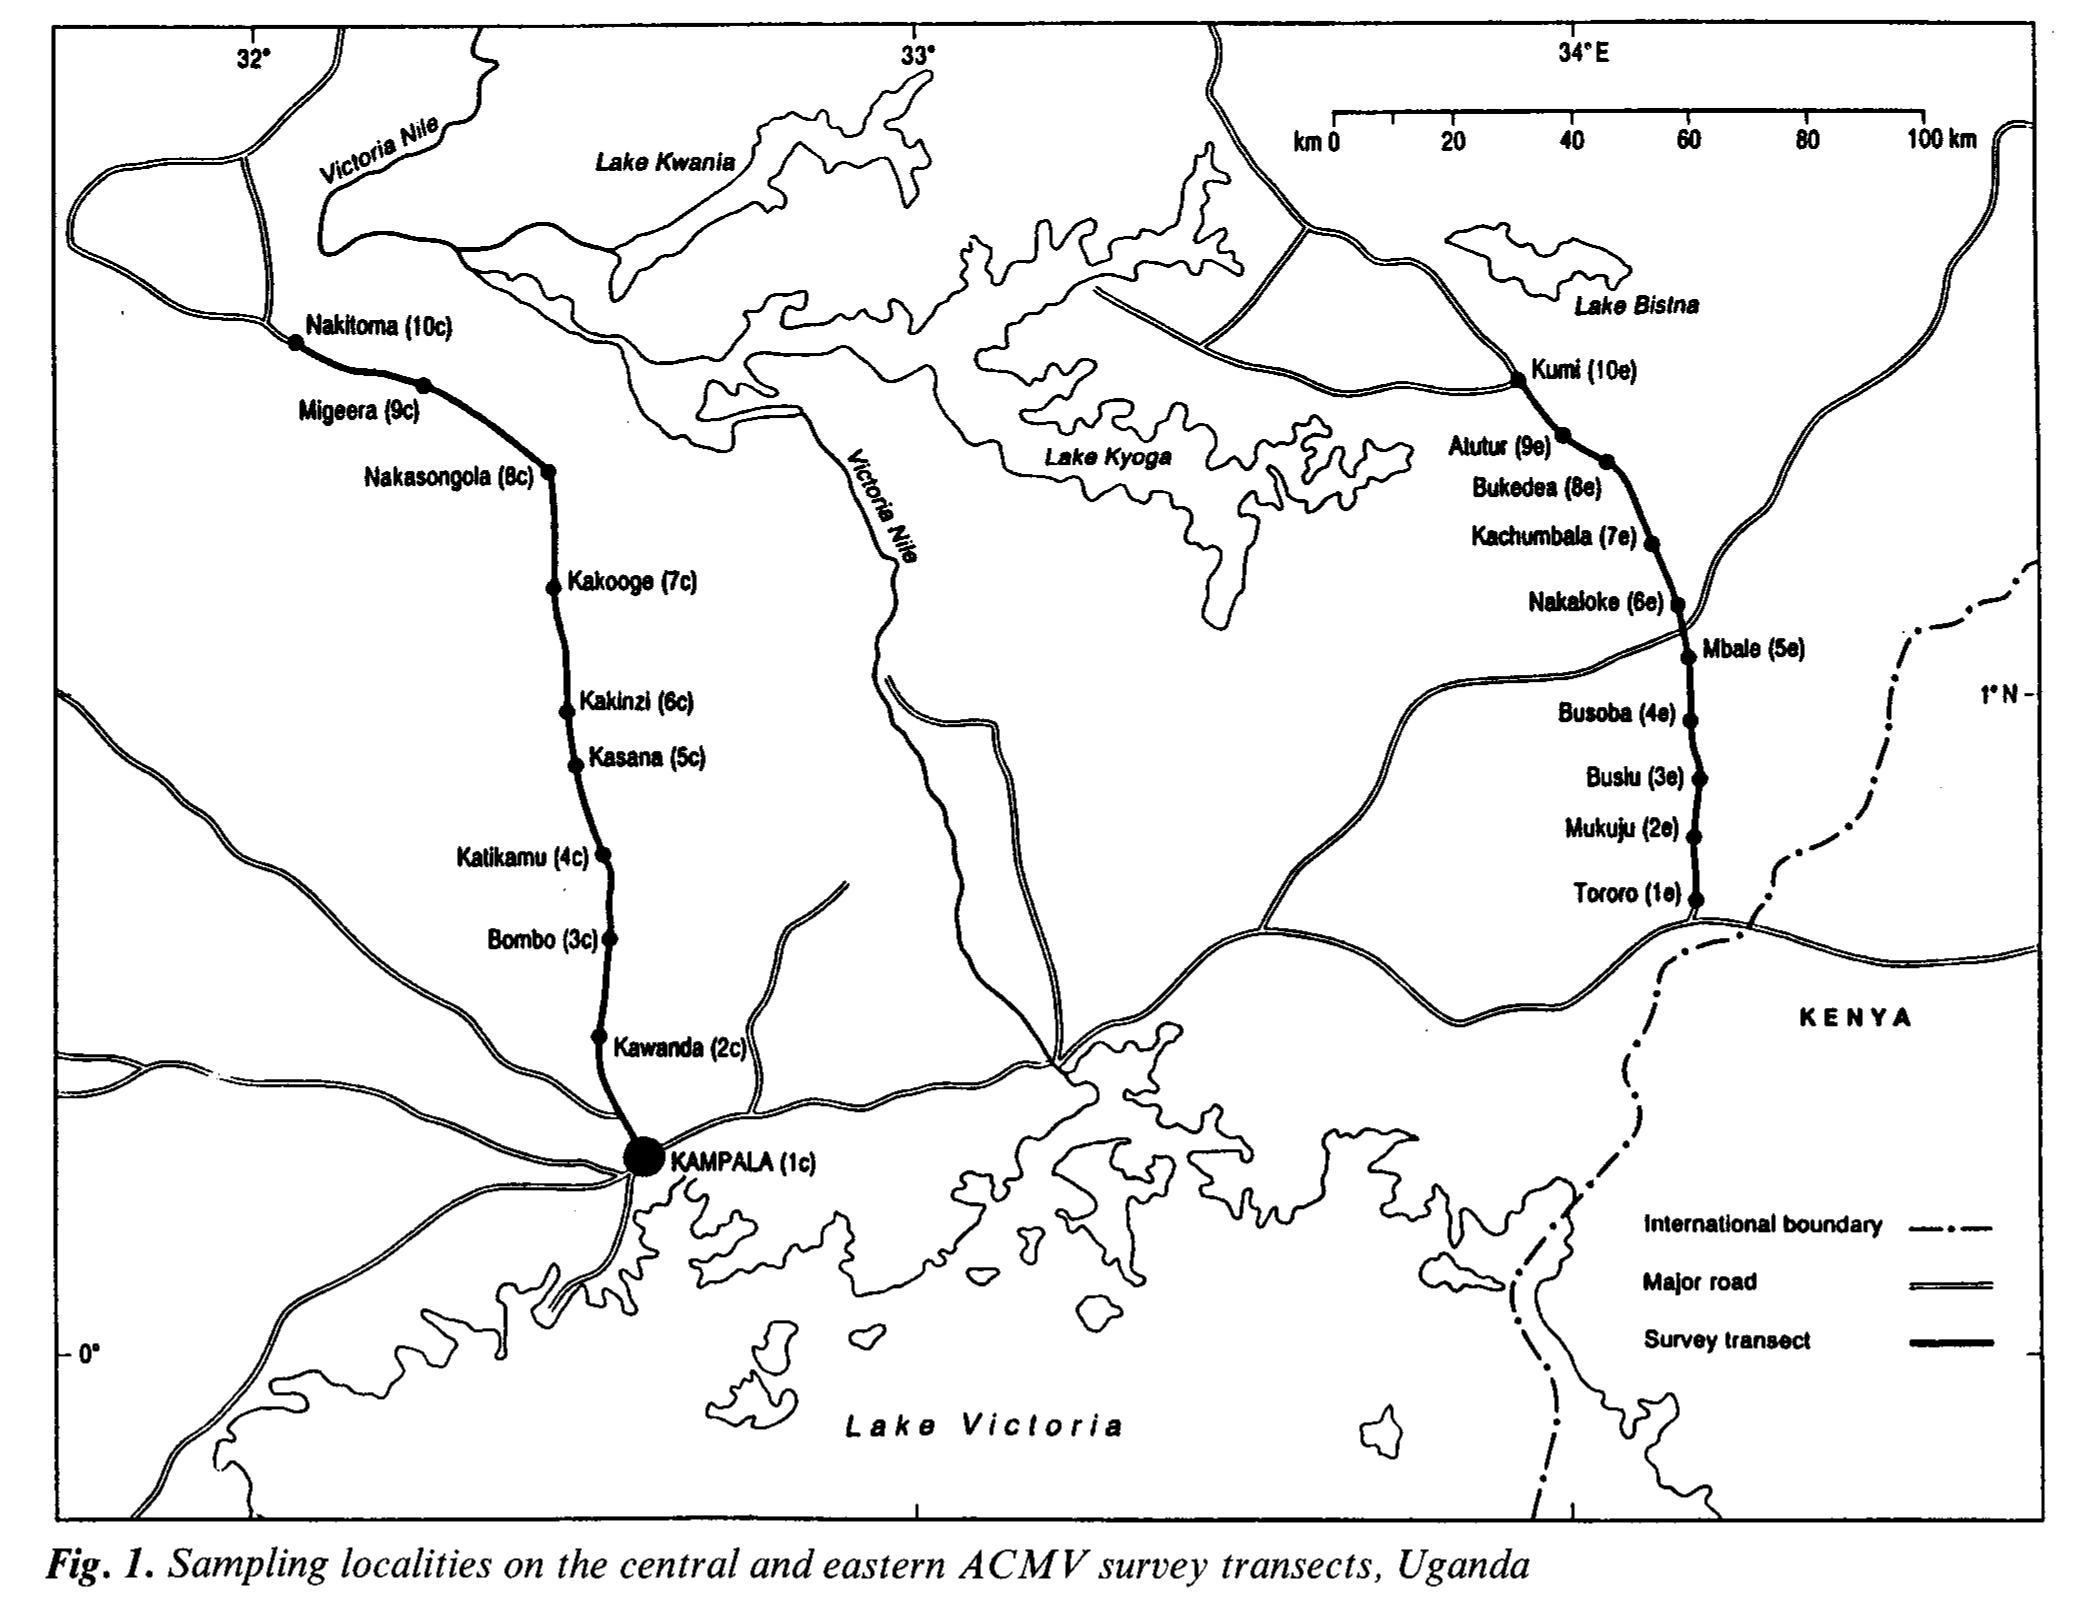 32°
33°
34° E
km 0 20 40 60 80 100 km
Victoria Nile
Lake Kwania
Lake Bisina
Nakitoma (10c)
Migeera (9c)
Nakasongola (8c)
Kumi (10e)
Atutur (9e)
Lake Kyoga
Victoria Nile
Bukedea (8e)
Kachumbala (7e)
Kakooge (7c)
Nakaloke (6e)
Mbale (5e)
Kakinzi (6c)
1° N
Busoba (4e)
Kasana (5c)
Busiu (3e)
Mukuju (2e)
Katikamu (4c)
Tororo (1e)
Bombo (3c)
KENYA
Kawanda (2c)
KAMPALA (1c)
International boundary
Major road
Survey transect
0°
Lake Victoria
Fig. 1. Sampling localities on the central and eastern ACMV survey transects, Uganda